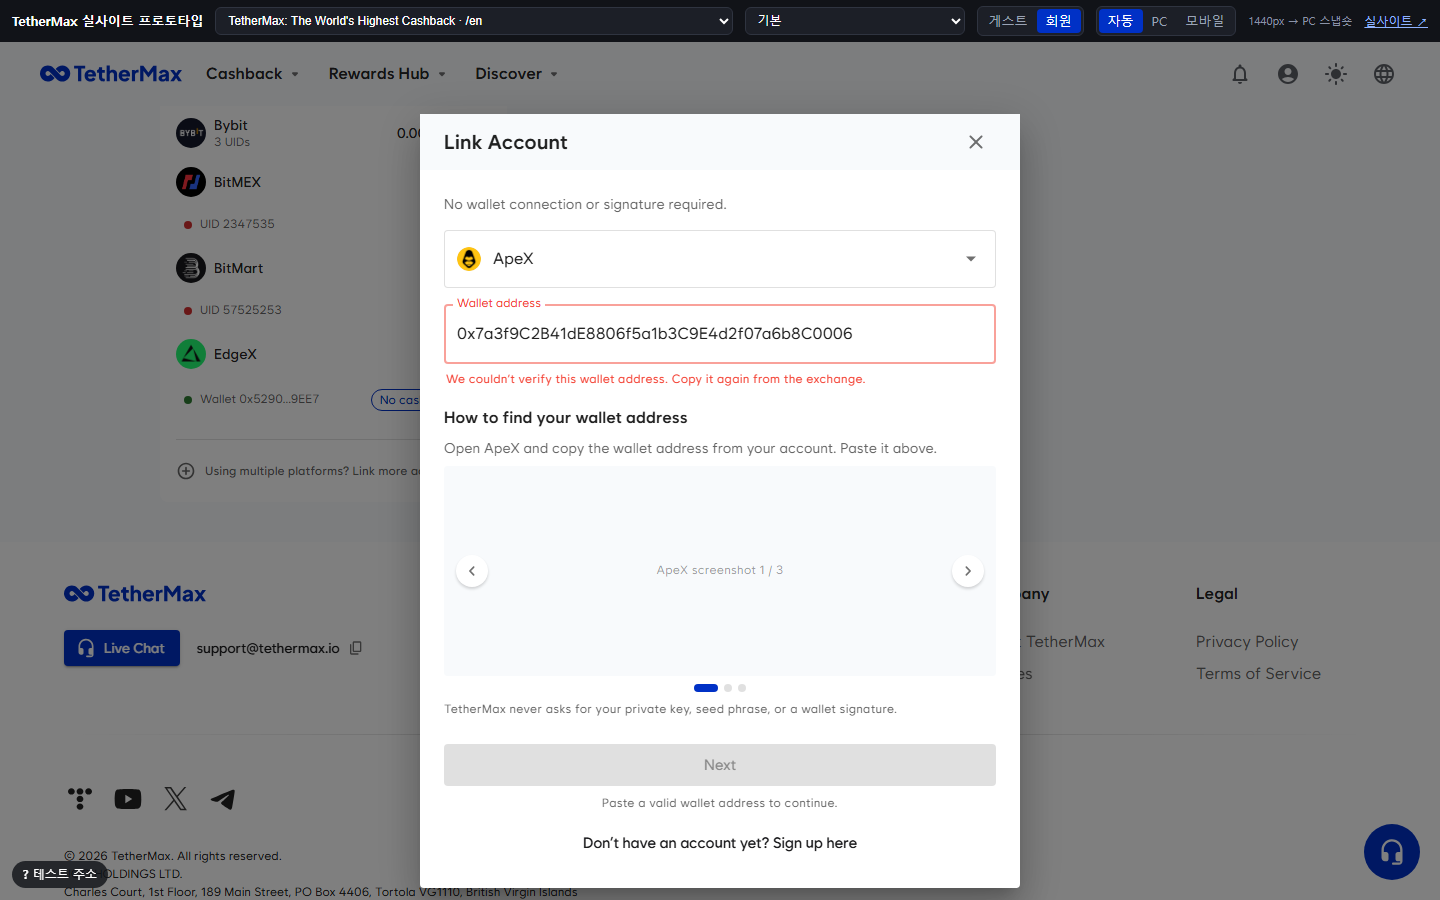 TetherMax 실사이트 프로토타입
TetherMax: The World's Highest Cashback · /en
기본
게스트
회원
자동
PC
모바일
1440px → PC 스냅숏
실사이트 ↗
TetherMax
Cashback
Rewards Hub
Discover
Bybit
3 UIDs
0.00
BitMEX
UID 2347535
BitMart
UID 57525253
EdgeX
Wallet 0x5290...9EE7
No cas
Using multiple platforms? Link more a
Link Account
No wallet connection or signature required.
ApeX
Wallet address
0x7a3f9C2B41dE8806f5a1b3C9E4d2f07a6b8C0006
We couldn't verify this wallet address. Copy it again from the exchange.
How to find your wallet address
Open ApeX and copy the wallet address from your account. Paste it above.
ApeX screenshot 1 / 3
TetherMax never asks for your private key, seed phrase, or a wallet signature.
Next
Paste a valid wallet address to continue.
Don't have an account yet? Sign up here
TetherMax
Live Chat
support@tethermax.io
any
TetherMax
es
Legal
Privacy Policy
Terms of Service
© 2026 TetherMax. All rights reserved.
? 테스트 주소
OLDINGS LTD.
Charles Court, 1st Floor, 189 Main Street, PO Box 4406, Tortola VG1110, British Virgin Islands